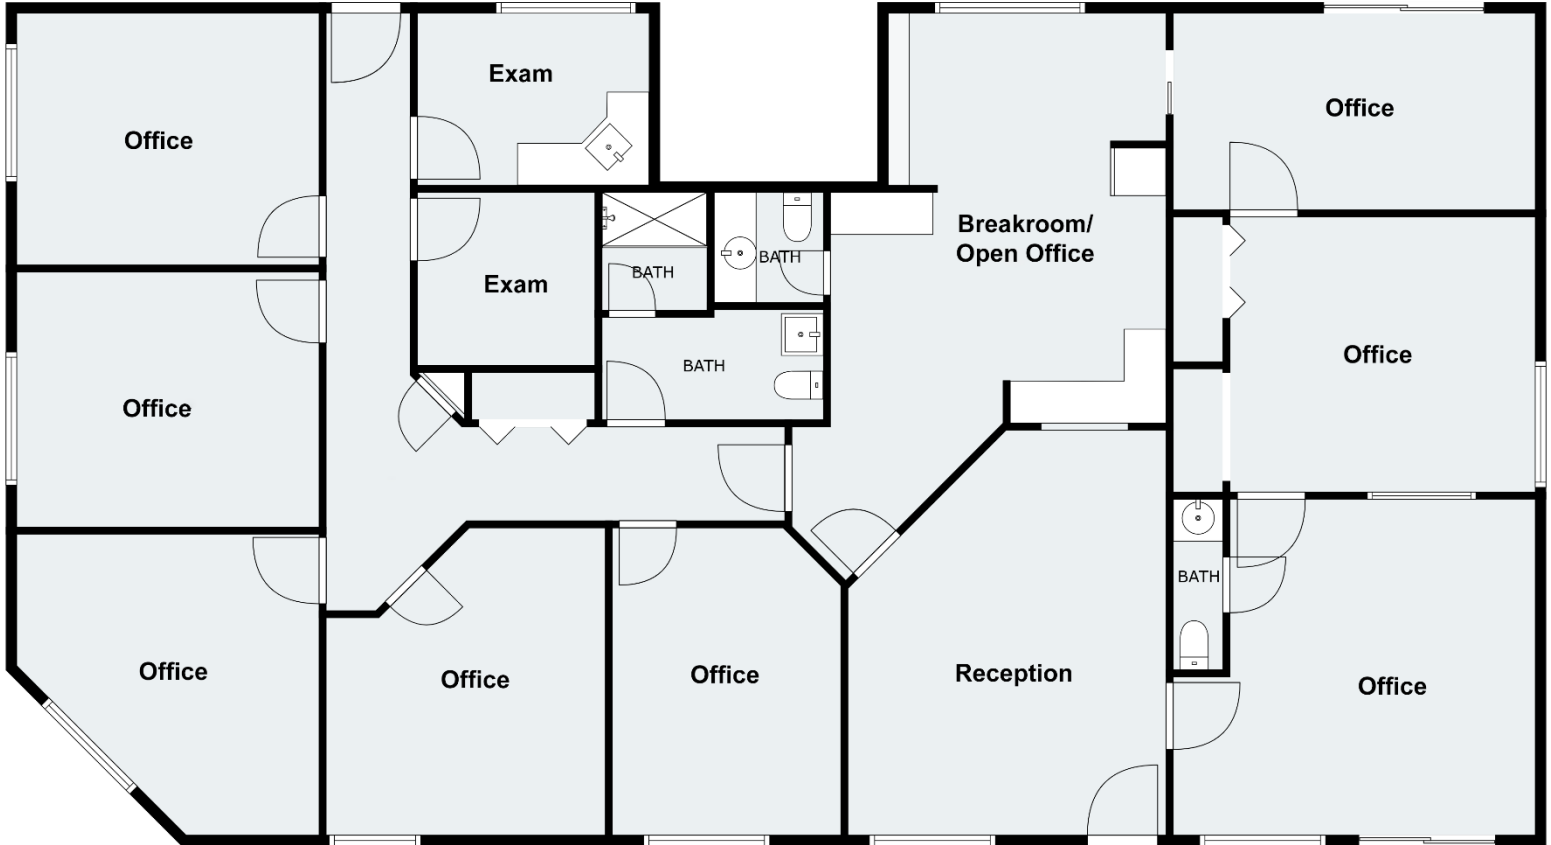 Exam
Office
Office
Breakroom/
Open Office
BATH
BATH
Exam
Office
BATH
Office
BATH
Office
Office
Office
Reception
Office
Office